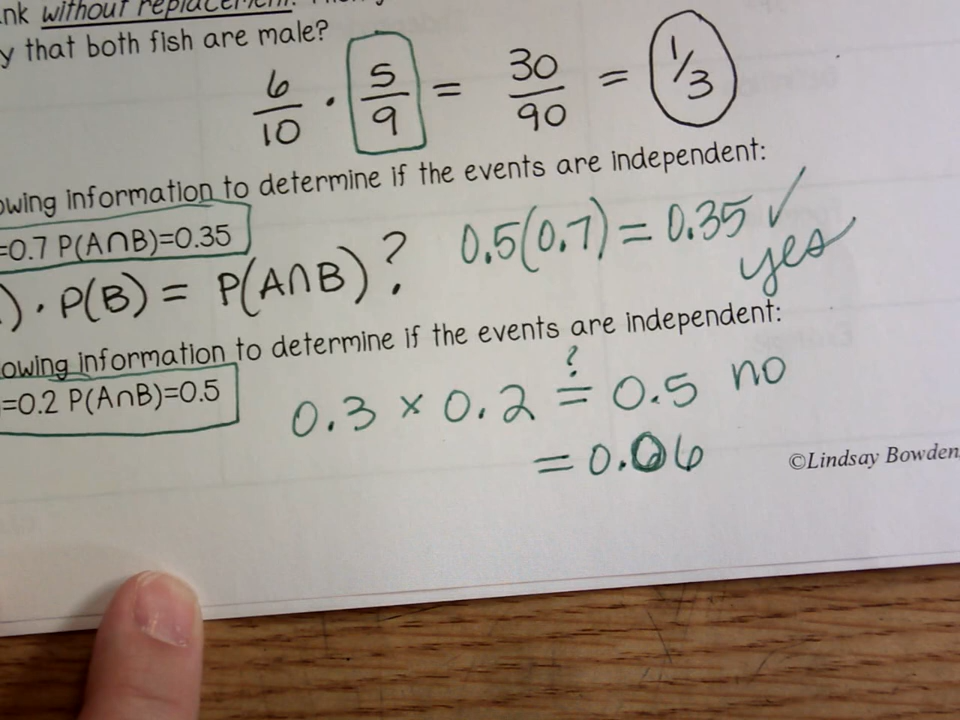 without replacement.
y that both fish are male?
6/10 · 5/9 = 30/90 = 1/3
owing information to determine if the events are independent:
=0.7 P(A∩B)=0.35
0.5(0.7) = 0.35 ✓
yes
) · P(B) = P(A∩B)?
owing information to determine if the events are independent:
=0.2 P(A∩B)=0.5
0.3 × 0.2 ≟ 0.5 no
= 0.06
©Lindsay Bowden,